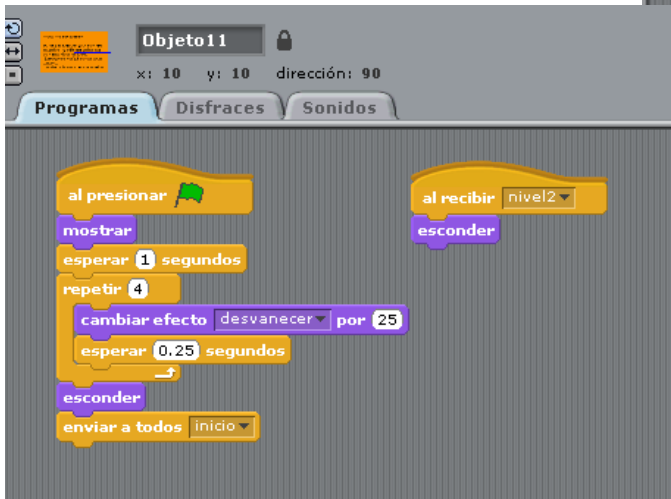 Objeto11
x: 10 y: 10 dirección: 90
Programas Disfraces Sonidos
al presionar
mostrar
esperar 1 segundos
repetir 4
cambiar efecto desvanecer por 25
esperar 0.25 segundos
esconder
enviar a todos inicio
al recibir nivel2
esconder